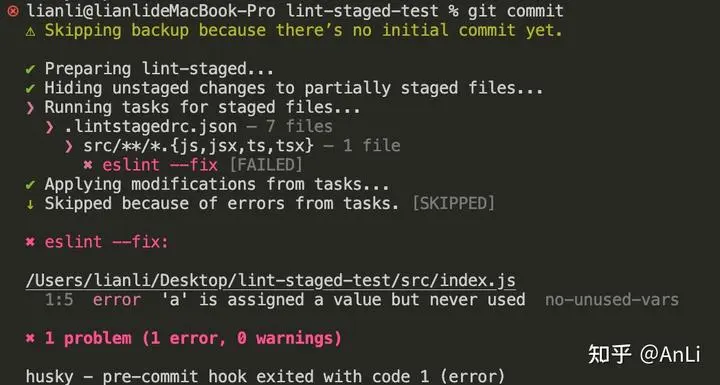 ⊗ lianli@lianlideMacBook-Pro lint-staged-test % git commit
⚠ Skipping backup because there’s no initial commit yet.
✔ Preparing lint-staged...
✔ Hiding unstaged changes to partially staged files...
❯ Running tasks for staged files...
❯ .lintstagedrc.json — 7 files
❯ src/**/*.{js,jsx,ts,tsx} — 1 file
✖ eslint --fix [FAILED]
✔ Applying modifications from tasks...
↓ Skipped because of errors from tasks. [SKIPPED]
✖ eslint --fix:
/Users/lianli/Desktop/lint-staged-test/src/index.js
1:5 error 'a' is assigned a value but never used no-unused-vars
✖ 1 problem (1 error, 0 warnings)
husky - pre-commit hook exited with code 1 (error)
知乎 @AnLi